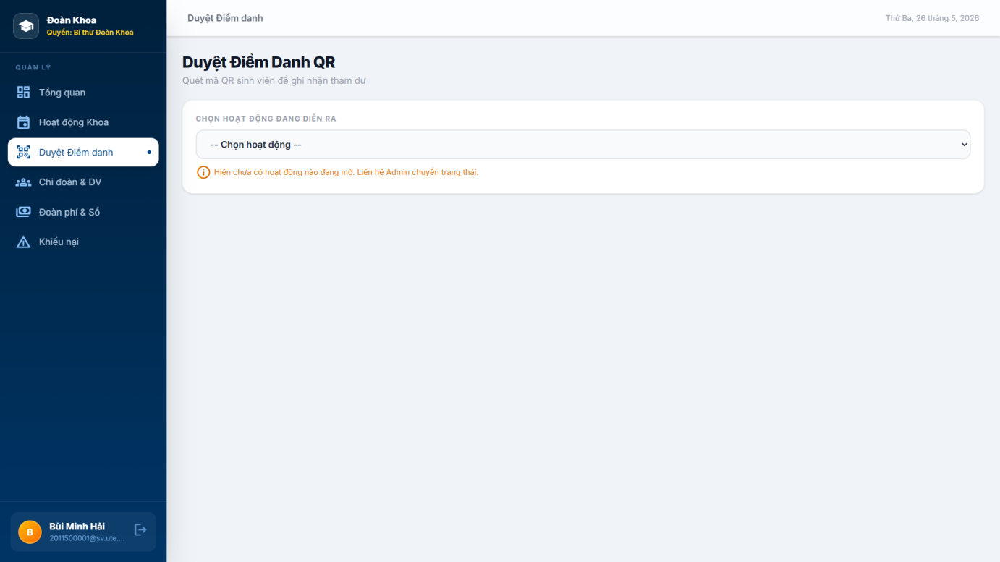 Đoàn Khoa
Quyền: Bí thư Đoàn Khoa
QUẢN LÝ
Tổng quan
Hoạt động Khoa
Duyệt Điểm danh
Chi đoàn & ĐV
Đoàn phí & Sổ
Khiếu nại
B
Bùi Minh Hải
2011500001@sv.ute....
Duyệt Điểm danh
Thứ Ba, 26 tháng 5, 2026
Duyệt Điểm Danh QR
Quét mã QR sinh viên để ghi nhận tham dự
CHỌN HOẠT ĐỘNG ĐANG DIỄN RA
-- Chọn hoạt động --
Hiện chưa có hoạt động nào đang mở. Liên hệ Admin chuyển trạng thái.